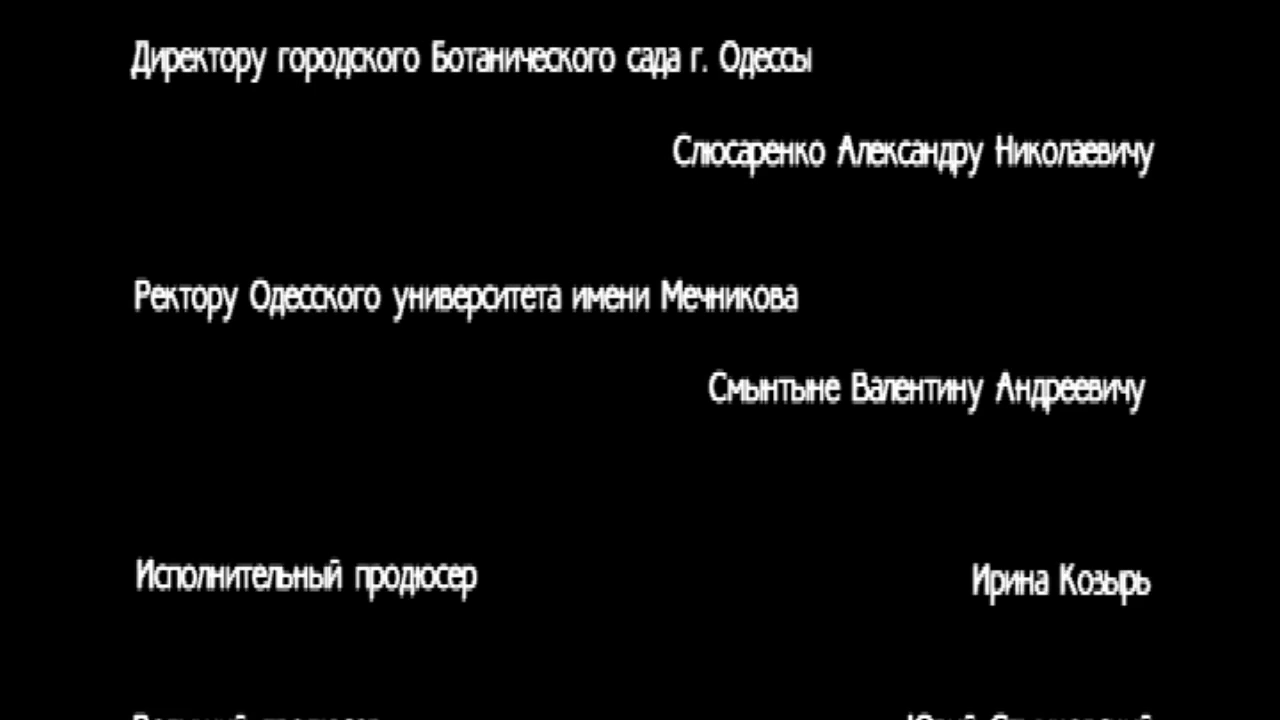 Директору городского Ботанического сада г. Одессы
Слюсаренко Александру Николаевичу
Ректору Одесского университета имени Мечникова
Смынтыне Валентину Андреевичу
Исполнительный продюсер Ирина Козырь